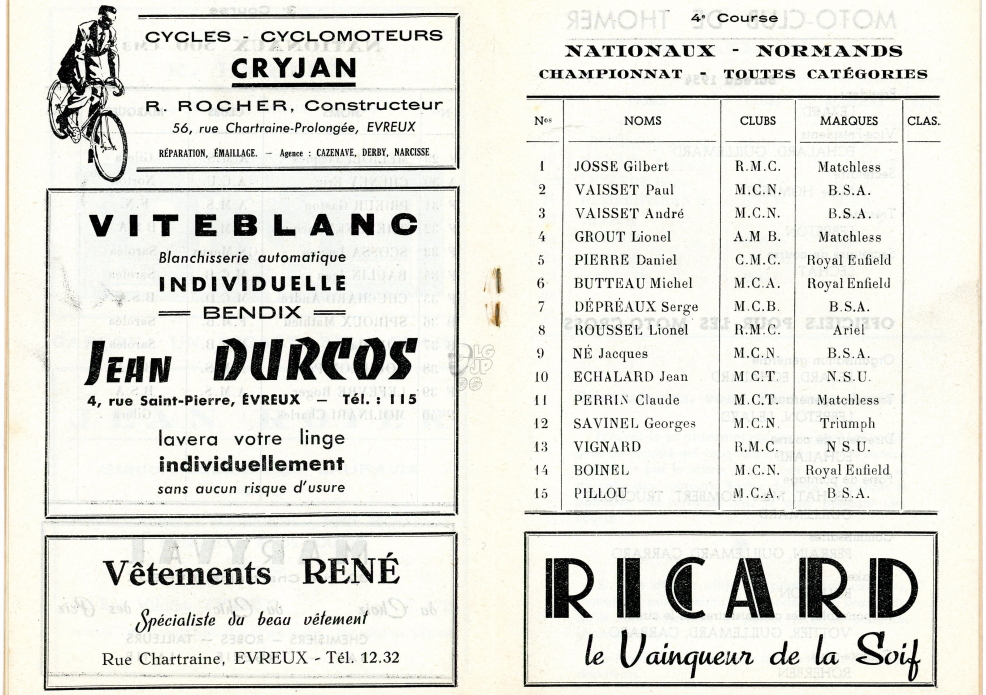 CYCLES - CYCLOMOTEURS
CRYJAN
R. ROCHER, Constructeur
56, rue Chartraine-Prolongée, EVREUX
RÉPARATION, ÉMAILLAGE. — Agence : CAZENAVE, DERBY, NARCISSE
VITEBLANC
Blanchisserie automatique
INDIVIDUELLE
BENDIX
JEAN DURCOS
4, rue Saint-Pierre, ÉVREUX — Tél. 3 115
lavera votre linge
individuellement
sans aucun risque d'usure
Vêtements RENÉ
Spécialiste du beau vêtement
Rue Chartraine, EVREUX - Tél. 12.32
4e Course
NATIONAUX - NORMANDS
CHAMPIONNAT - TOUTES CATÉGORIES
Nos NOMS CLUBS MARQUES CLAS.
1 JOSSE Gilbert R.M.C. Matchless
2 VAISSET Paul M.C.N. B.S.A.
3 VAISSET André M.C.N. B.S.A.
4 GROUT Lionel A.M B. Matchless
5 PIERRE Daniel C.M.C. Royal Enfield
6 BUTTEAU Michel M.C.A. Royal Enfield
7 DÉPRÉAUX Serge M.C.B. B.S.A.
8 ROUSSEL Lionel R.M.C. Ariel
9 NÉ Jacques M.C.N. B.S.A.
10 ECHALARD Jean M.C.T. N.S.U.
11 PERRIN Claude M.C.T. Matchless
12 SAVINEL Georges M.C.N. Triumph
13 VIGNARD R.M.C. N S.U.
14 BOINEL M.C.N. Royal Enfield
15 PILLOU M.C.A. B S.A.
RICARD
le Vainqueur de la Soif